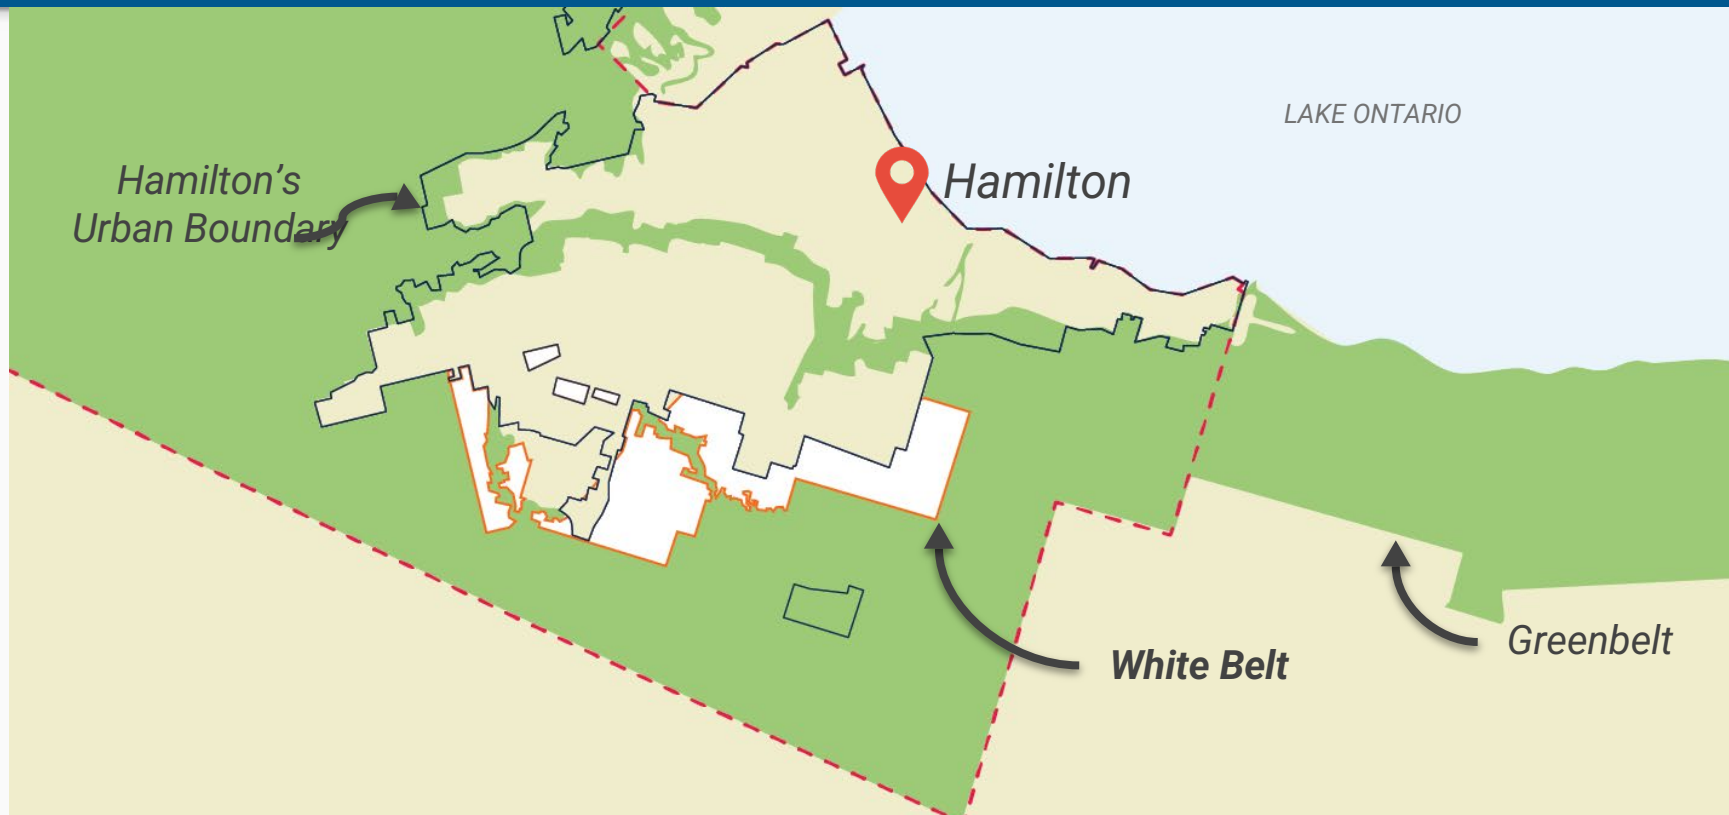 LAKE ONTARIO
Hamilton's
Urban Boundary
Hamilton
White Belt
Greenbelt